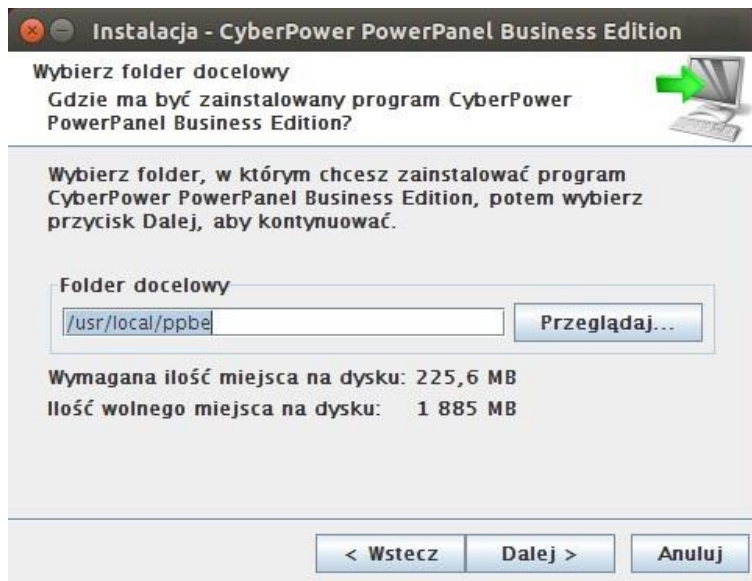 Instalacja - CyberPower PowerPanel Business Edition
Wybierz folder docelowy
Gdzie ma być zainstalowany program CyberPower
PowerPanel Business Edition?
Wybierz folder, w którym chcesz zainstalować program
CyberPower PowerPanel Business Edition, potem wybierz
przycisk Dalej, aby kontynuować.
Folder docelowy
/usr/local/ppbe
Przeglądaj...
Wymagana ilość miejsca na dysku: 225,6 MB
Ilość wolnego miejsca na dysku: 1 885 MB
< Wstecz
Dalej >
Anuluj